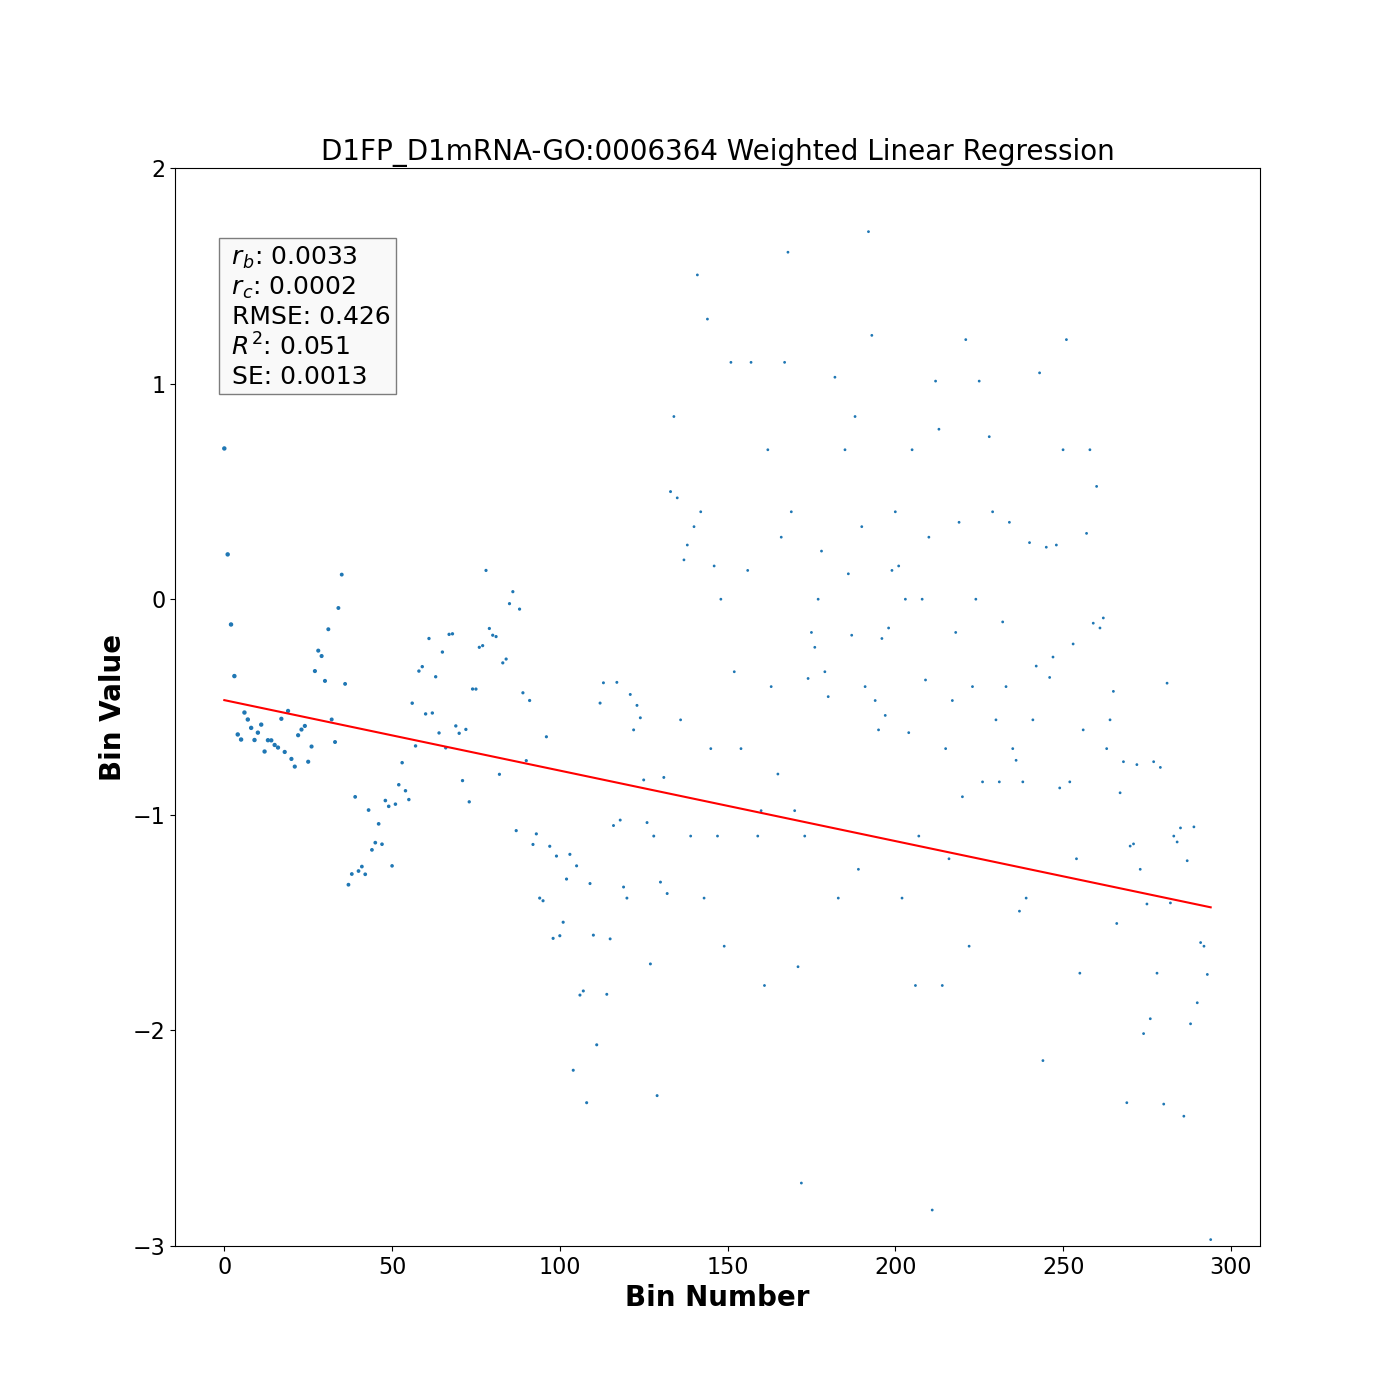 D1FP_D1mRNA-GO:0006364 Weighted Linear Regression
2
1
0
−1
−2
−3
r_b: 0.0033
r_c: 0.0002
RMSE: 0.426
R²: 0.051
SE: 0.0013
Bin Value
0 50 100 150 200 250 300
Bin Number